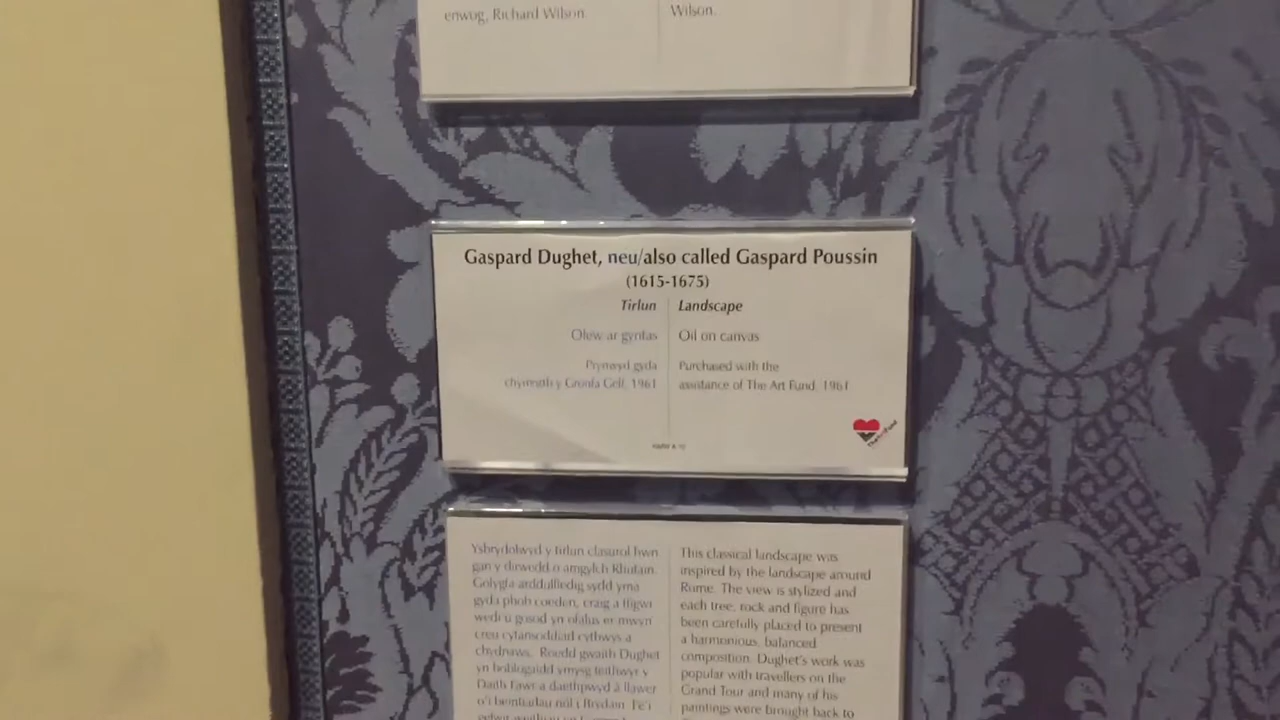 enwog, Richard Wilson.
Wilson.
Gaspard Dughet, neu/also called Gaspard Poussin
(1615-1675)
Tirlun
Olew ar gynfas
Prynwyd gyda
chymorth y Gronfa Gelf, 1961
Landscape
Oil on canvas
Purchased with the
assistance of The Art Fund, 1961
TheArtFund
Ysbrydolwyd y tirlun clasurol hwn
gan y dirwedd o amgylch Rhufain.
Golygfa arddulliedig sydd yma
gyda phob coeden, craig a ffigwr
wedi'u gosod yn ofalus er mwyn
creu cyfansoddiad cytbwys a
chydnaws. Roedd gwaith Dughet
yn boblogaidd ymysg teithwyr y
Daith Fawr a daethpwyd â llawer
o'i beintiadau nôl i Brydain. Fe'i
This classical landscape was
inspired by the landscape around
Rome. The view is stylized and
each tree, rock and figure has
been carefully placed to present
a harmonious, balanced
composition. Dughet's work was
popular with travellers on the
Grand Tour and many of his
paintings were brought back to